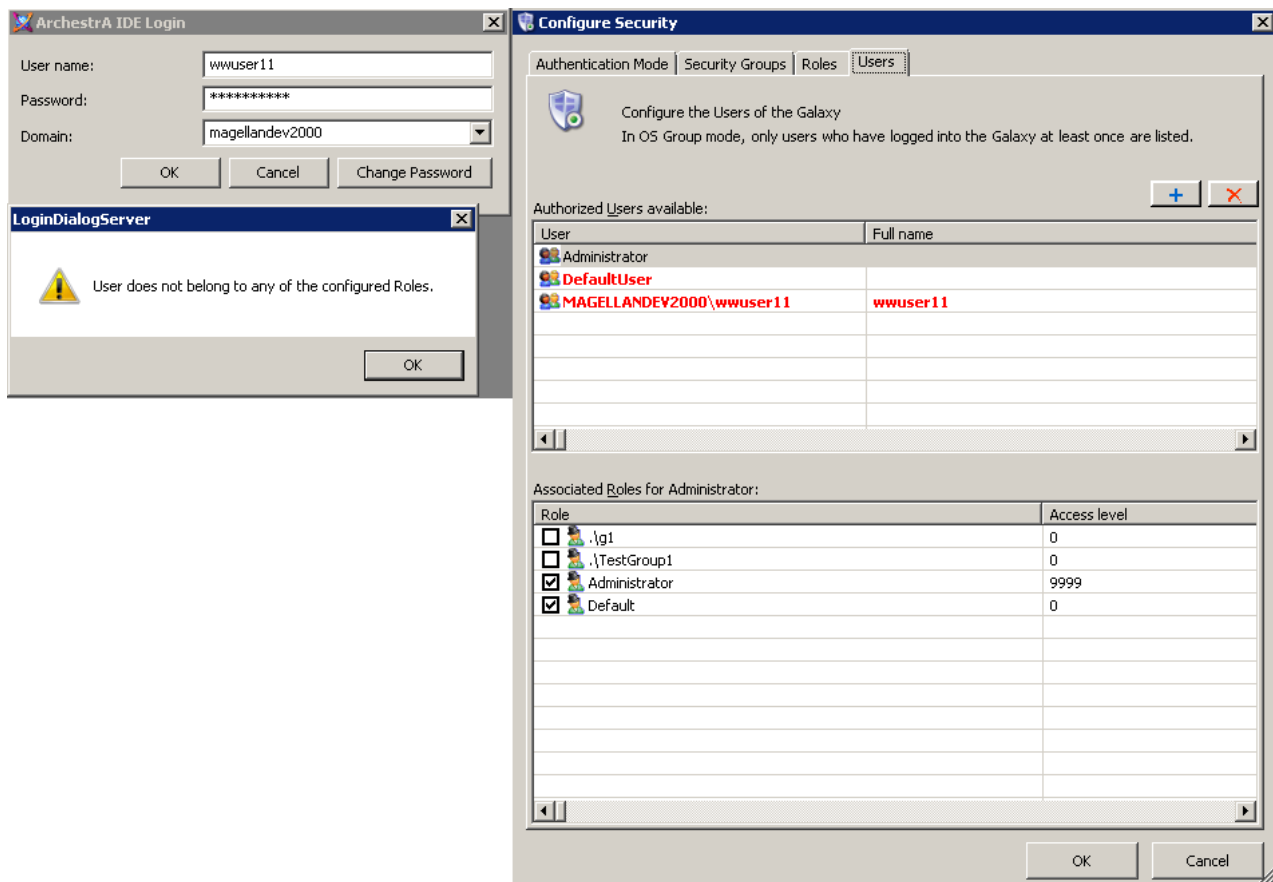 ArchestrA IDE Login
User name:
wwuser11
Password:
**********
Domain:
magellandev2000
OK
Cancel
Change Password
LoginDialogServer
User does not belong to any of the configured Roles.
OK
Configure Security
Authentication Mode
Security Groups
Roles
Users
Configure the Users of the Galaxy
In OS Group mode, only users who have logged into the Galaxy at least once are listed.
Authorized Users available:
User
Full name
Administrator
DefaultUser
MAGELLANDEV2000\wwuser11
wwuser11
Associated Roles for Administrator:
Role
Access level
.\g1
0
.\TestGroup1
0
Administrator
9999
Default
0
OK
Cancel